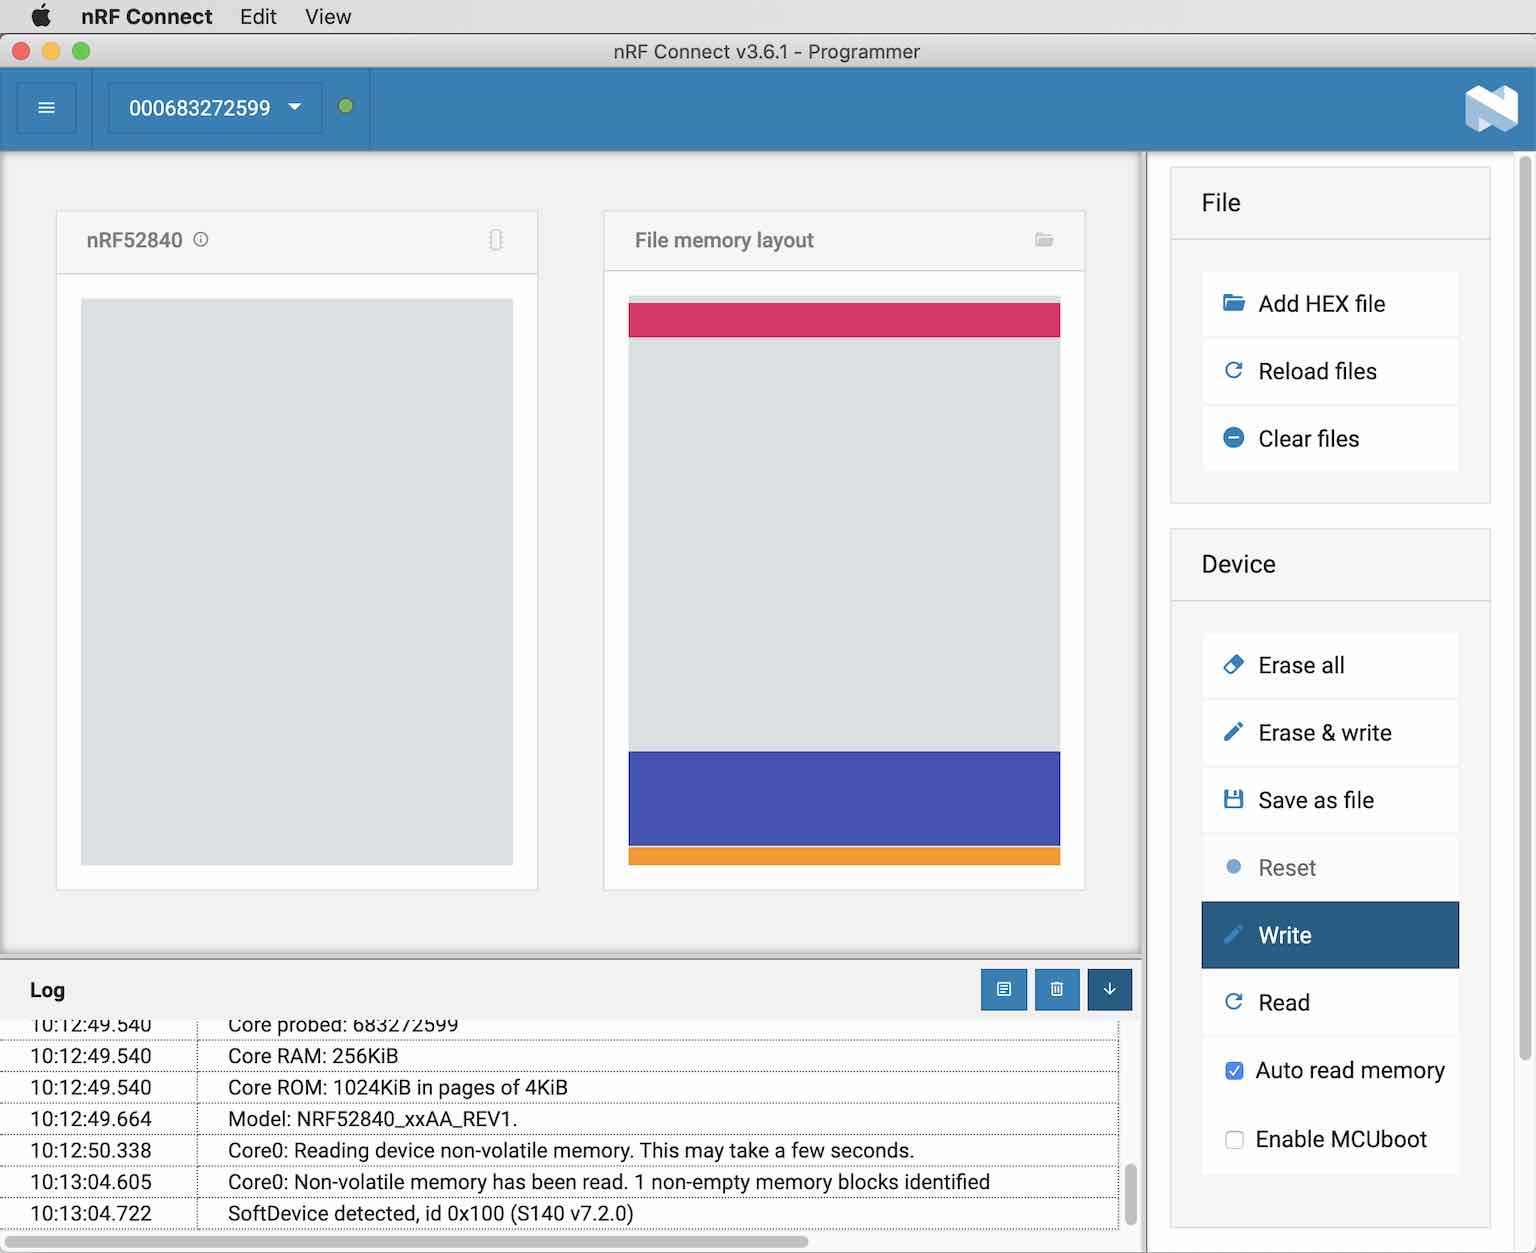 nRF Connect Edit View
nRF Connect v3.6.1 - Programmer
000683272599
nRF52840
File memory layout
File
Add HEX file
Reload files
Clear files
Device
Erase all
Erase & write
Save as file
Reset
Write
Read
Auto read memory
Enable MCUboot
Log
10:12:49.540 Core probed: 683272599
10:12:49.540 Core RAM: 256KiB
10:12:49.540 Core ROM: 1024KiB in pages of 4KiB
10:12:49.664 Model: NRF52840_xxAA_REV1.
10:12:50.338 Core0: Reading device non-volatile memory. This may take a few seconds.
10:13:04.605 Core0: Non-volatile memory has been read. 1 non-empty memory blocks identified
10:13:04.722 SoftDevice detected, id 0x100 (S140 v7.2.0)